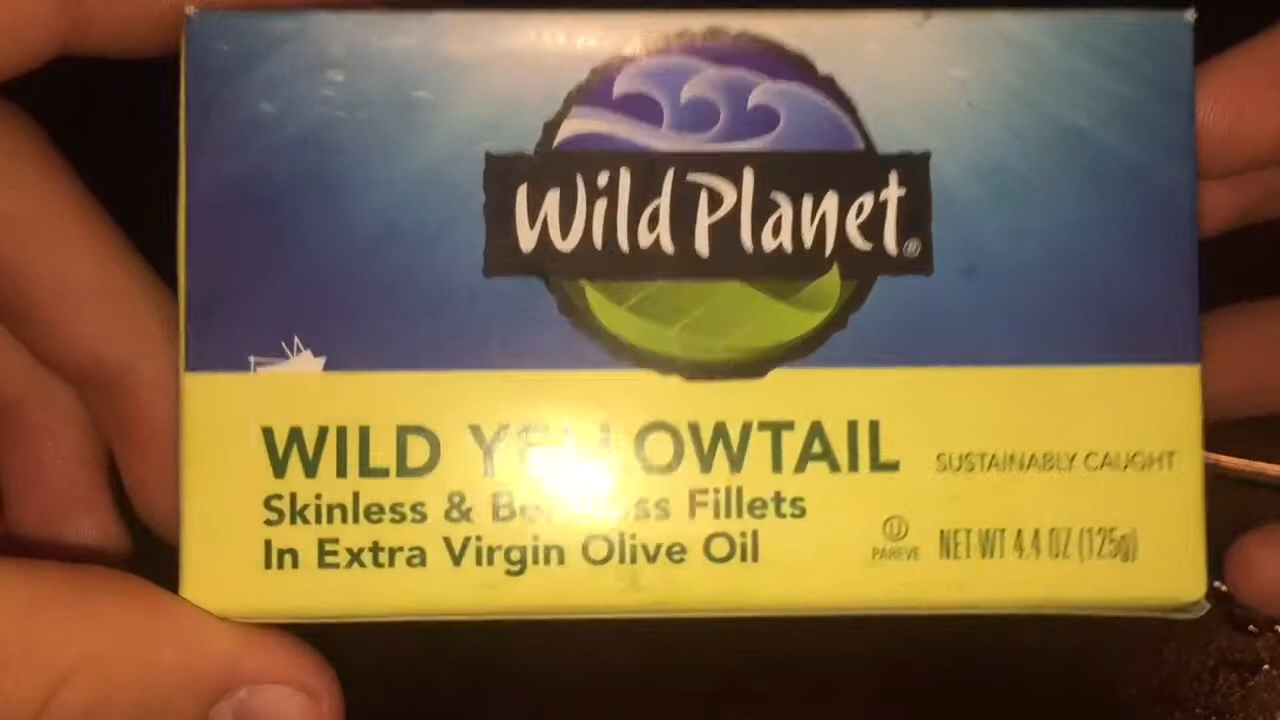 Wild Planet®
WILD YELLOWTAIL
SUSTAINABLY CAUGHT
Skinless & Boneless Fillets
In Extra Virgin Olive Oil
U
PAREVE
NET WT 4.4 OZ (125g)